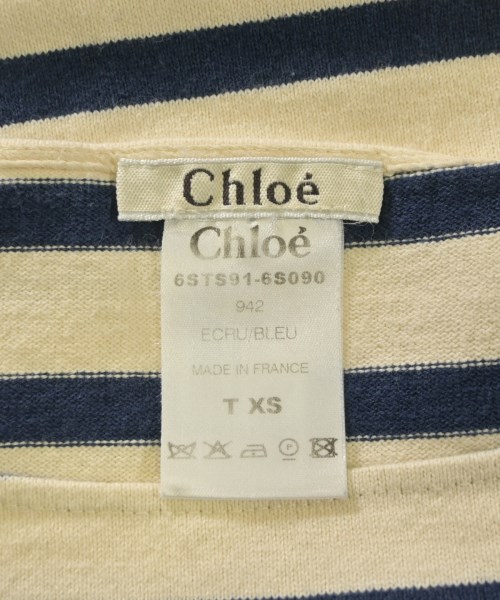 Chloé
Chloé
6STS91-6S090
942
ECRU/BLEU
MADE IN FRANCE
T XS